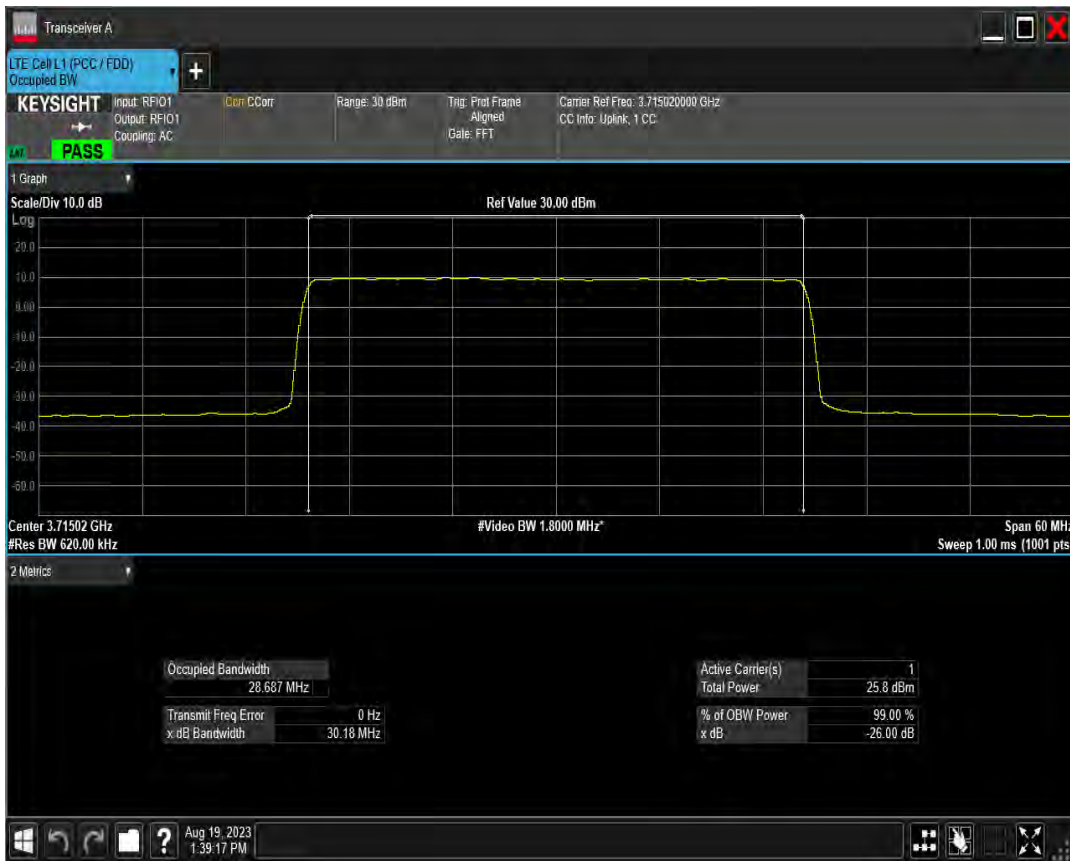 Transceiver A
LTE Cell L1 (PCC / FDD)
Occupied BW
+
KEYSIGHT
Input: RFIO1
Output: RFIO1
Coupling: AC
Corr CCorr
Range: 30 dBm
Trig: Prot Frame
Aligned
Gate: FFT
Carrier Ref Freq: 3.715020000 GHz
CC Info: Uplink, 1 CC
PASS
1 Graph
Scale/Div 10.0 dB
Ref Value 30.00 dBm
Log
20.0
10.0
0.00
-10.0
-20.0
-30.0
-40.0
-50.0
-60.0
Center 3.71502 GHz
#Video BW 1.8000 MHz*
Span 60 MHz
#Res BW 620.00 kHz
Sweep 1.00 ms (1001 pts
2 Metrics
Occupied Bandwidth
28.687 MHz
Transmit Freq Error 0 Hz
x dB Bandwidth 30.18 MHz
Active Carrier(s) 1
Total Power 25.8 dBm
% of OBW Power 99.00 %
x dB -26.00 dB
?
Aug 19, 2023
1:39:17 PM